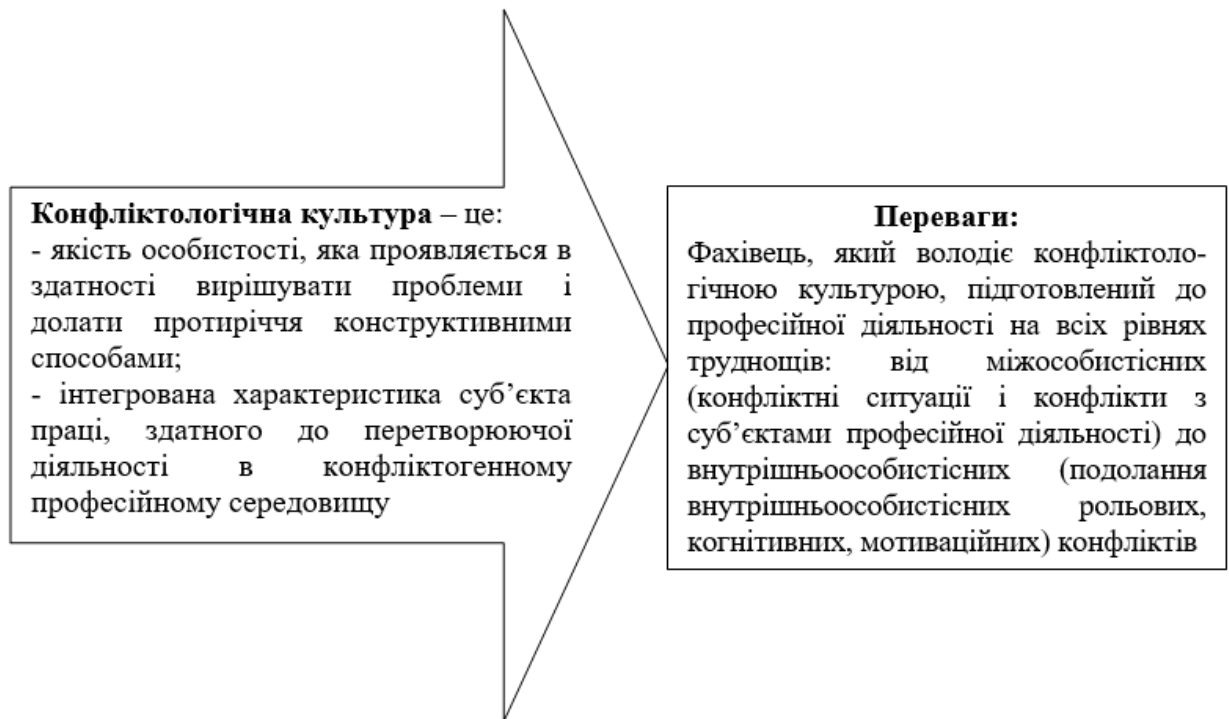 Конфліктологічна культура – це:
- якість особистості, яка проявляється в
здатності вирішувати проблеми і
долати протиріччя конструктивними
способами;
- інтегрована характеристика суб’єкта
праці, здатного до перетворюючої
діяльності в конфліктогенному
професійному середовищу
Переваги:
Фахівець, який володіє конфліктоло-
гічною культурою, підготовлений до
професійної діяльності на всіх рівнях
труднощів: від міжособистісних
(конфліктні ситуації і конфлікти з
суб’єктами професійної діяльності) до
внутрішньоособистісних (подолання
внутрішньоособистісних рольових,
когнітивних, мотиваційних) конфліктів